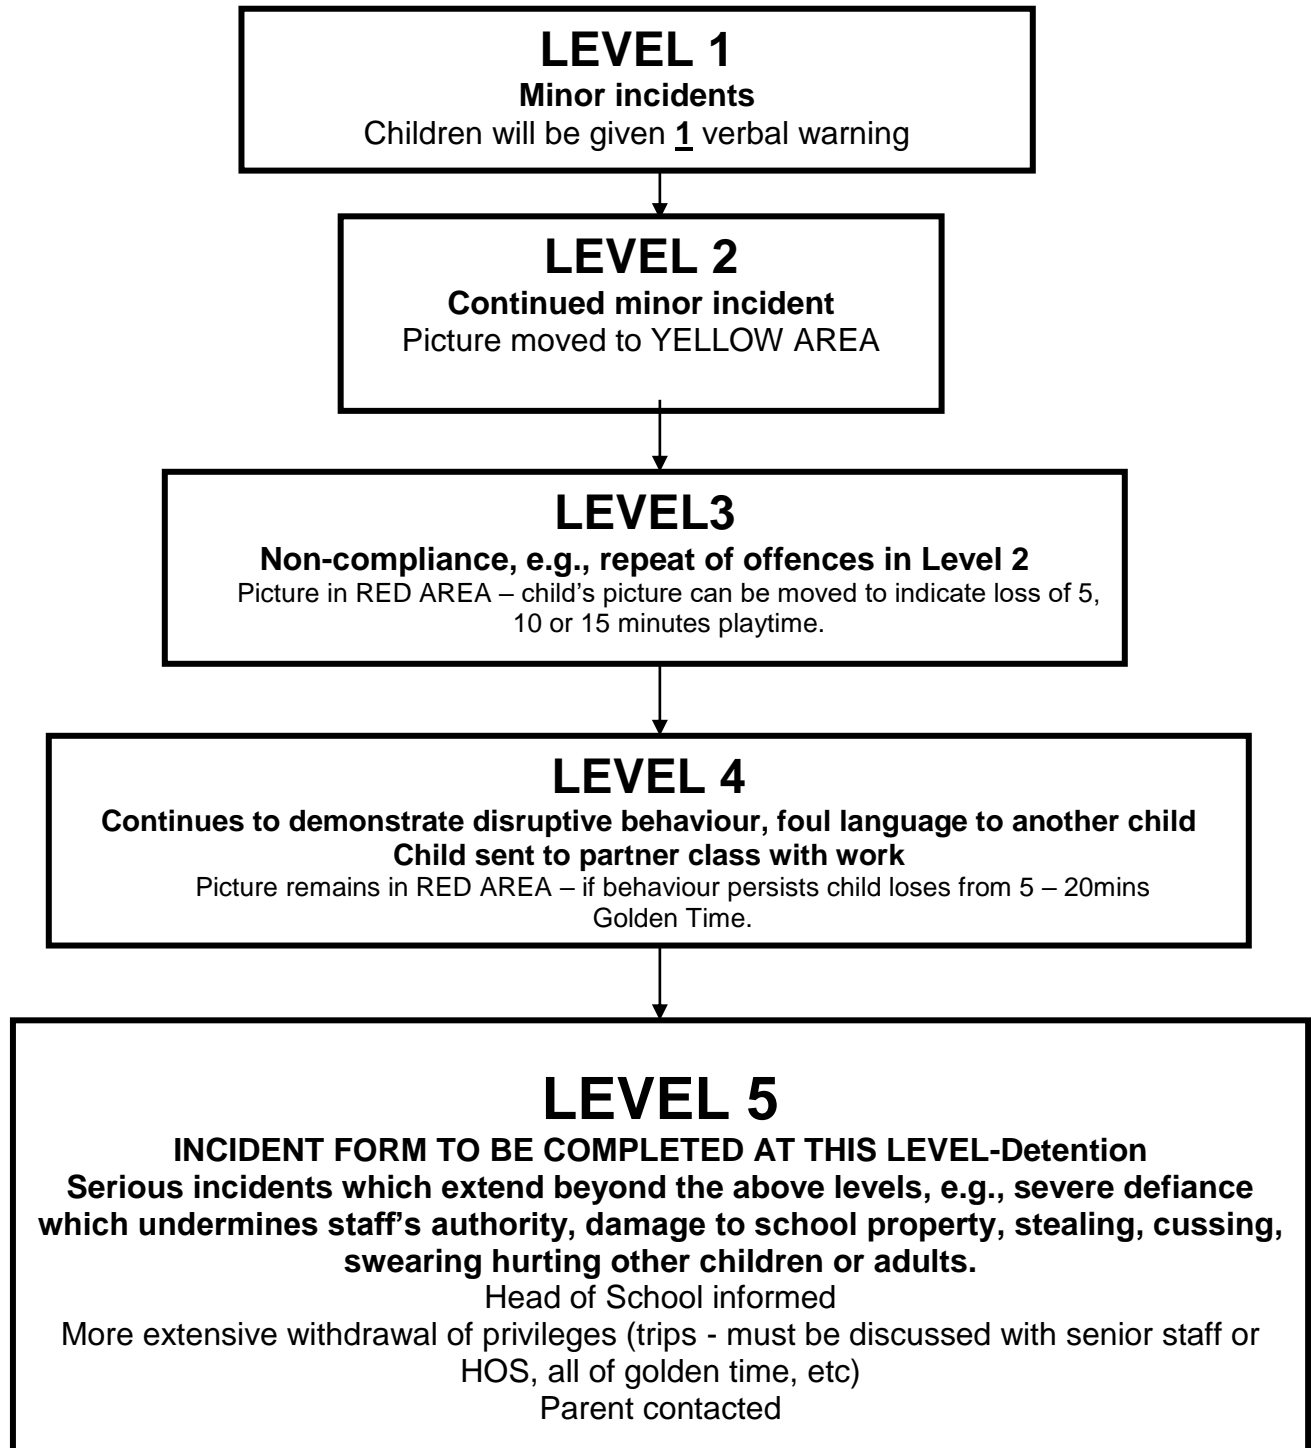 LEVEL 1
Minor incidents
Children will be given 1 verbal warning
LEVEL 2
Continued minor incident
Picture moved to YELLOW AREA
LEVEL3
Non-compliance, e.g., repeat of offences in Level 2
Picture in RED AREA – child’s picture can be moved to indicate loss of 5,
10 or 15 minutes playtime.
LEVEL 4
Continues to demonstrate disruptive behaviour, foul language to another child
Child sent to partner class with work
Picture remains in RED AREA – if behaviour persists child loses from 5 – 20mins
Golden Time.
LEVEL 5
INCIDENT FORM TO BE COMPLETED AT THIS LEVEL-Detention
Serious incidents which extend beyond the above levels, e.g., severe defiance
which undermines staff’s authority, damage to school property, stealing, cussing,
swearing hurting other children or adults.
Head of School informed
More extensive withdrawal of privileges (trips - must be discussed with senior staff or
HOS, all of golden time, etc)
Parent contacted